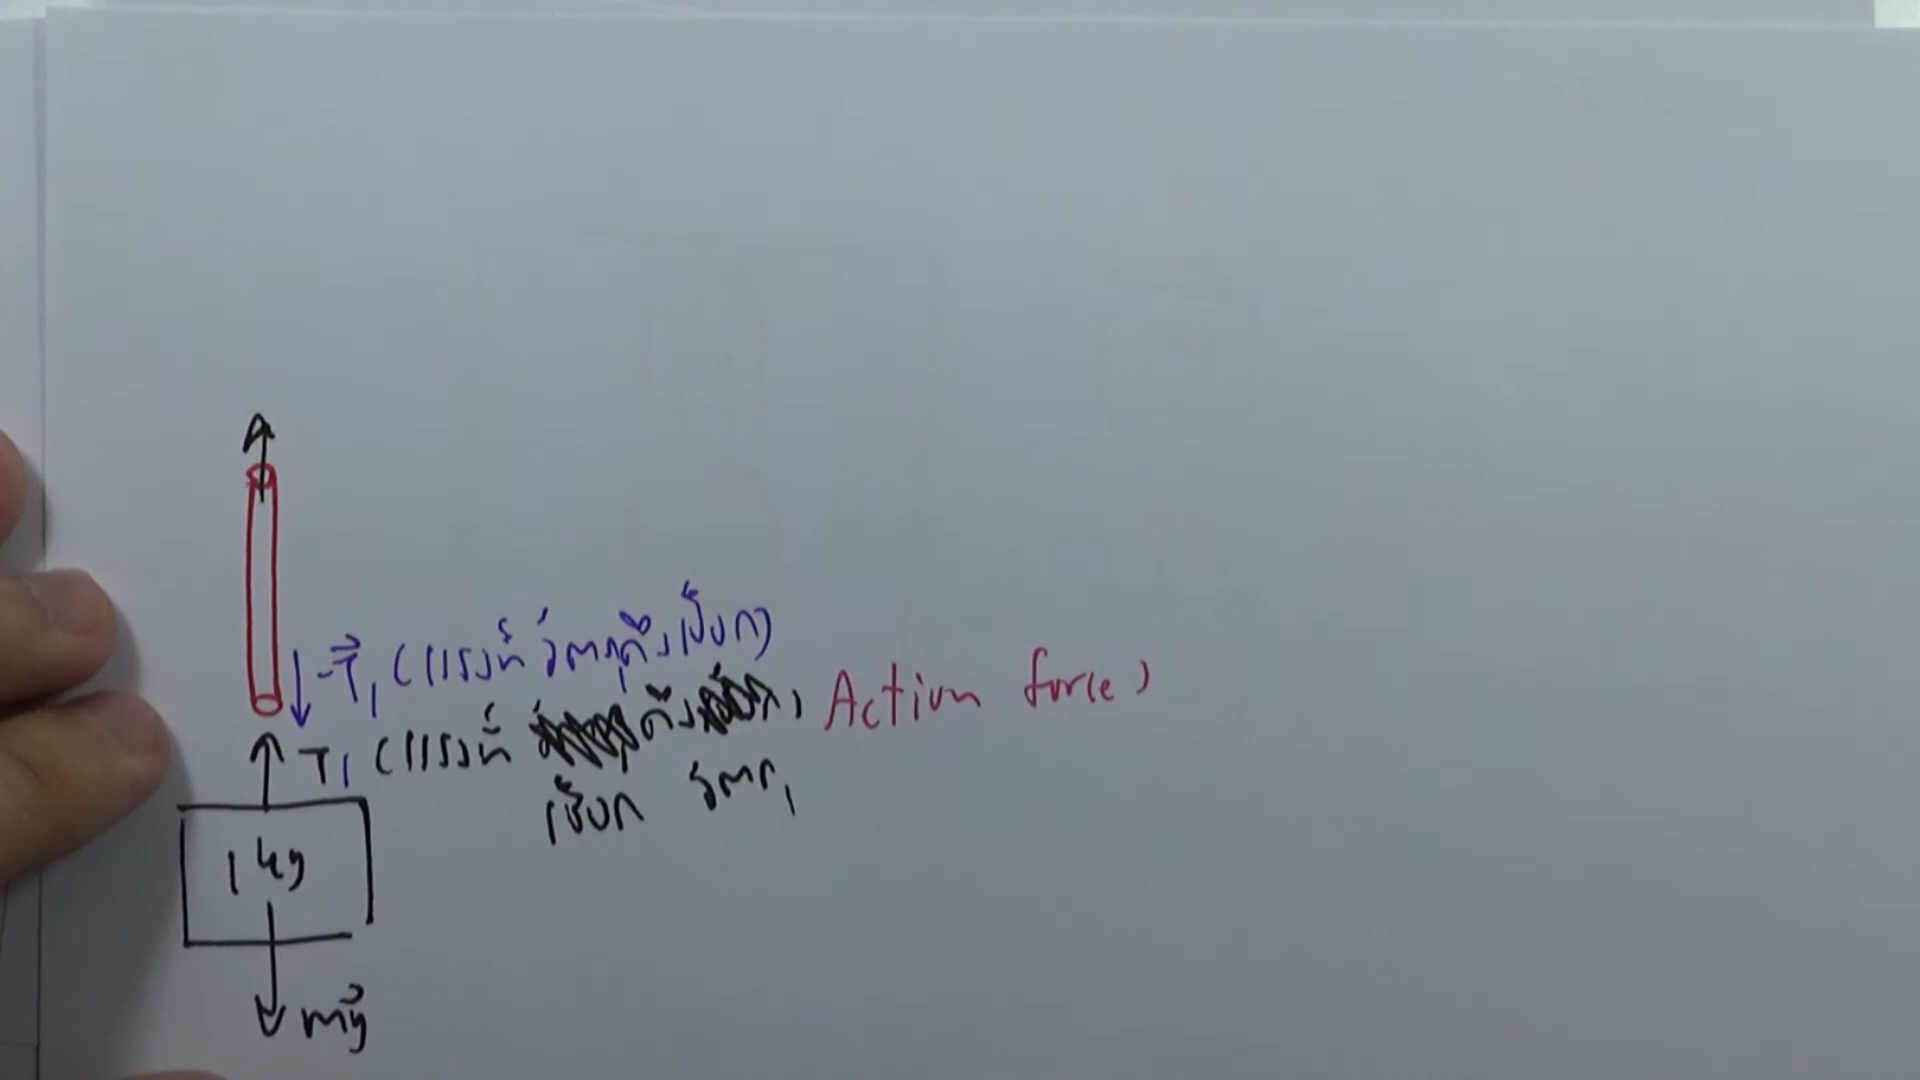 -T⃗₁ (แรงที่ วัตถุดึงเชือก)
T₁ (แรงที่ ดึง, Action force)
เชือก วัตถุ
1 kg
mg⃗